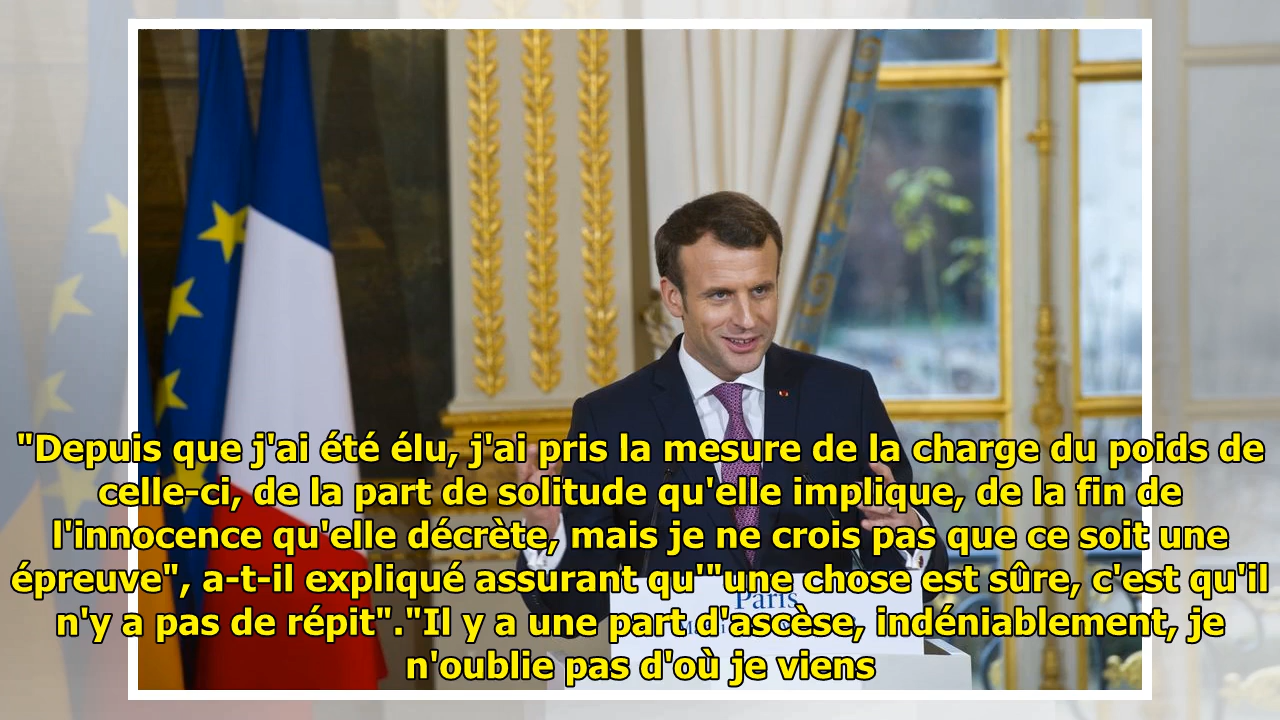 "Depuis que j'ai été élu, j'ai pris la mesure de la charge du poids de
celle-ci, de la part de solitude qu'elle implique, de la fin de
l'innocence qu'elle décrète, mais je ne crois pas que ce soit une
épreuve", a-t-il expliqué assurant qu'"une chose est sûre, c'est qu'il
n'y a pas de répit"."Il y a une part d'ascèse, indéniablement, je
n'oublie pas d'où je viens
Paris